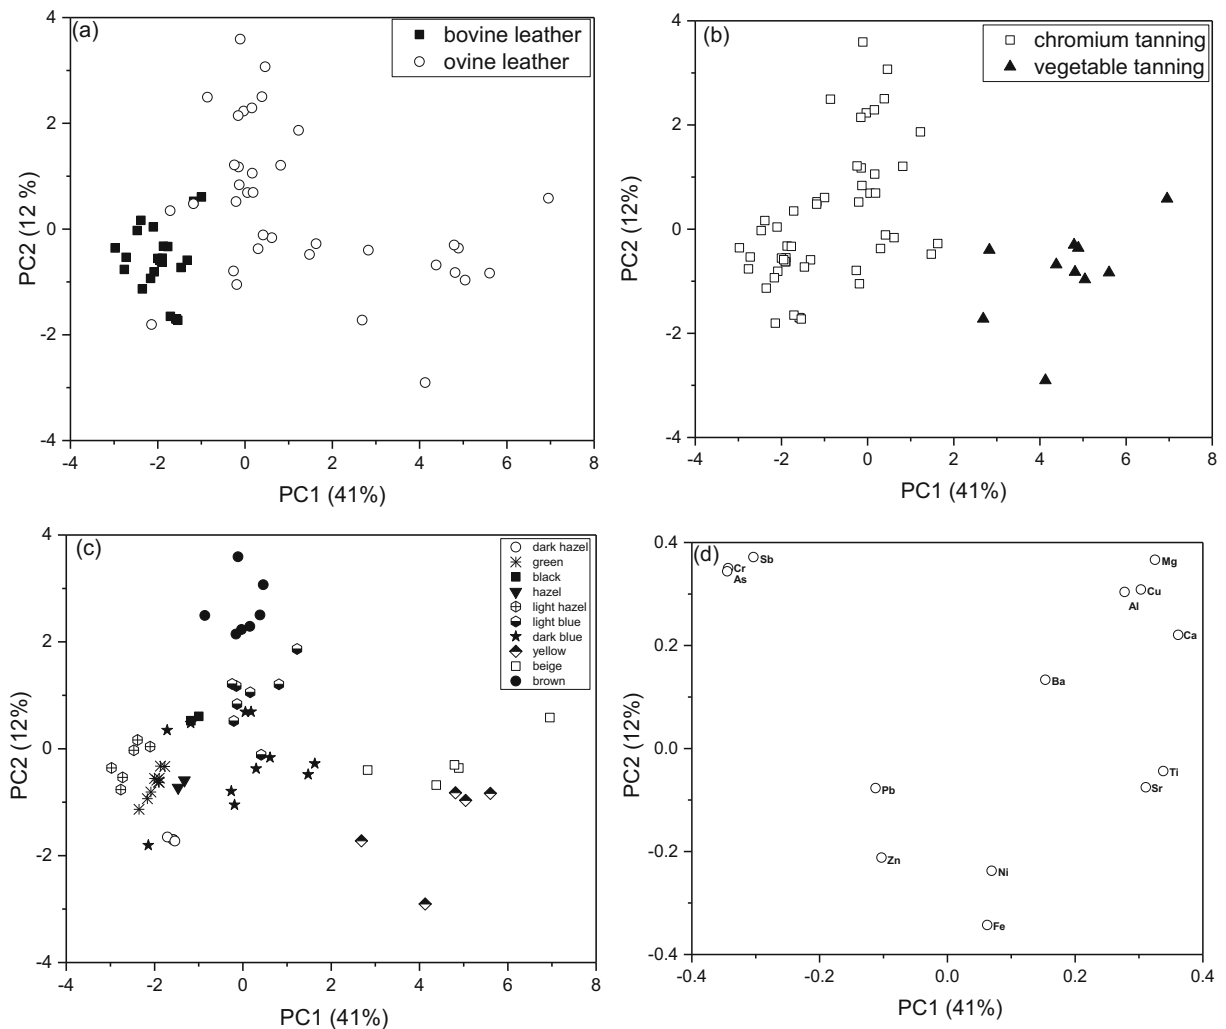 (a)
bovine leather
ovine leather
4
2
0
-2
-4
PC2 (12 %)
-4
-2
0
2
4
6
8
PC1 (41%)
(b)
chromium tanning
vegetable tanning
4
2
0
-2
-4
PC2 (12%)
-4
-2
0
2
4
6
8
PC1 (41%)
(c)
dark hazel
green
black
hazel
light hazel
light blue
dark blue
yellow
beige
brown
4
2
0
-2
-4
PC2 (12%)
-4
-2
0
2
4
6
8
PC1 (41%)
(d)
Sb
Cr
As
Mg
Cu
Al
Ca
Ba
Ti
Sr
Pb
Zn
Ni
Fe
0.4
0.2
0.0
-0.2
-0.4
PC2 (12%)
-0.4
-0.2
0.0
0.2
0.4
PC1 (41%)